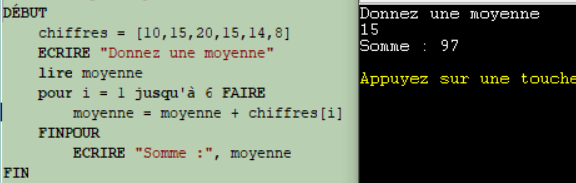 DÉBUT
chiffres = [10,15,20,15,14,8]
ECRIRE "Donnez une moyenne"
lire moyenne
pour i = 1 jusqu'à 6 FAIRE
moyenne = moyenne + chiffres[i]
FINPOUR
ECRIRE "Somme :", moyenne
FIN
Donnez une moyenne
15
Somme : 97
Appuyez sur une touche